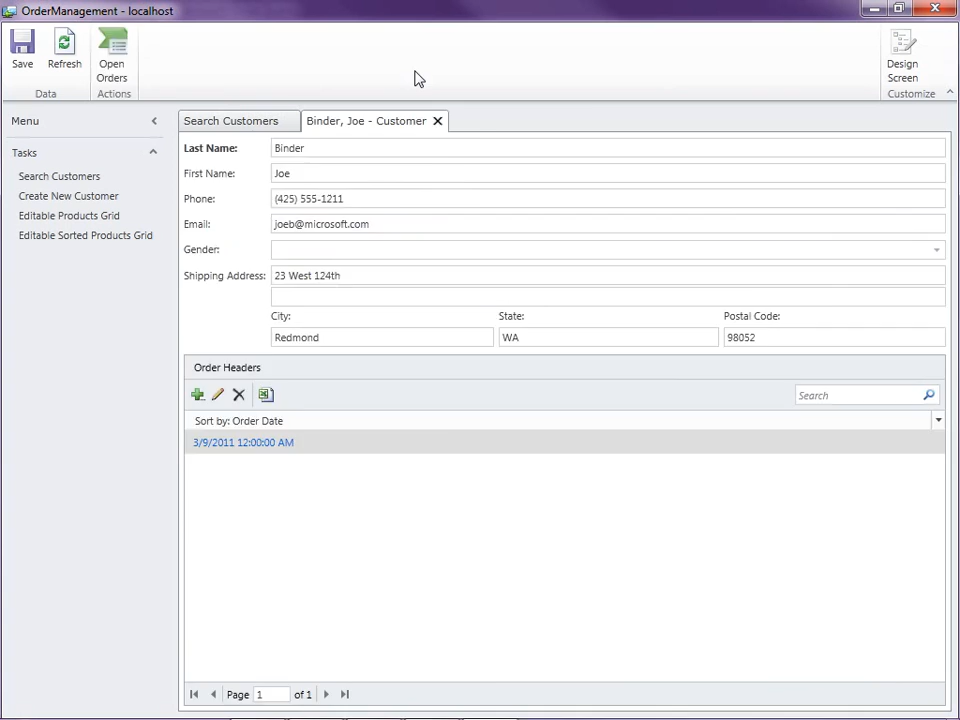 OrderManagement - localhost
Save
Refresh
Open
Orders
Design
Screen
Data
Actions
Customize
Menu
Search Customers
Binder, Joe - Customer
Tasks
Search Customers
Create New Customer
Editable Products Grid
Editable Sorted Products Grid
Last Name: Binder
First Name: Joe
Phone: (425) 555-1211
Email: joeb@microsoft.com
Gender:
Shipping Address: 23 West 124th
City: State: Postal Code:
Redmond WA 98052
Order Headers
Search
Sort by: Order Date
3/9/2011 12:00:00 AM
Page 1 of 1